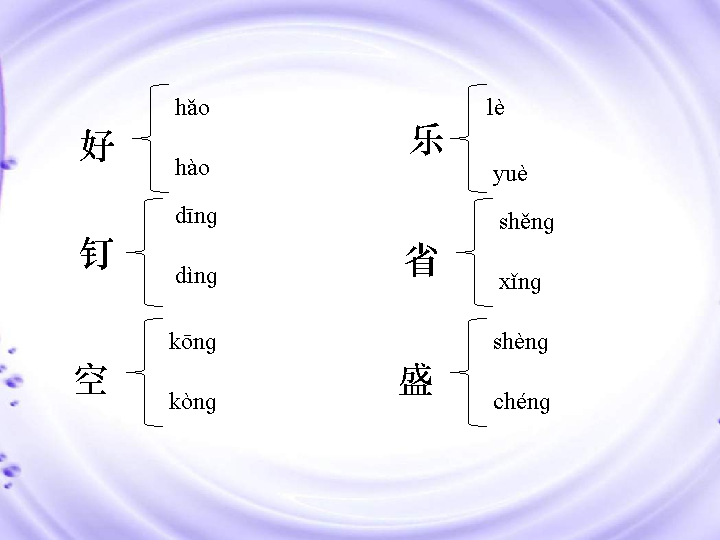 好
hǎo
hào
乐
lè
yuè
钉
dīng
dìng
省
shěng
xǐng
空
kōng
kòng
盛
shèng
chéng